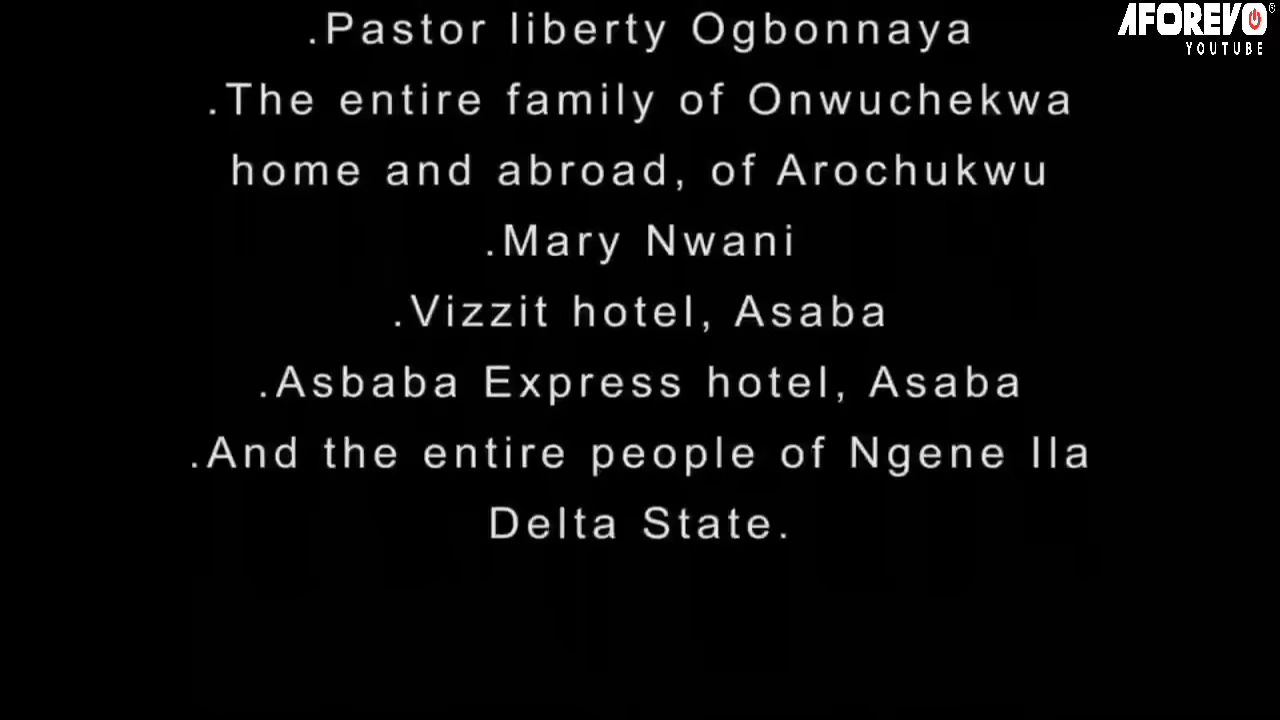 AFOREVO®
YOUTUBE
.Pastor liberty Ogbonnaya
.The entire family of Onwuchekwa
home and abroad, of Arochukwu
.Mary Nwani
.Vizzit hotel, Asaba
.Asbaba Express hotel, Asaba
.And the entire people of Ngene Ila
Delta State.